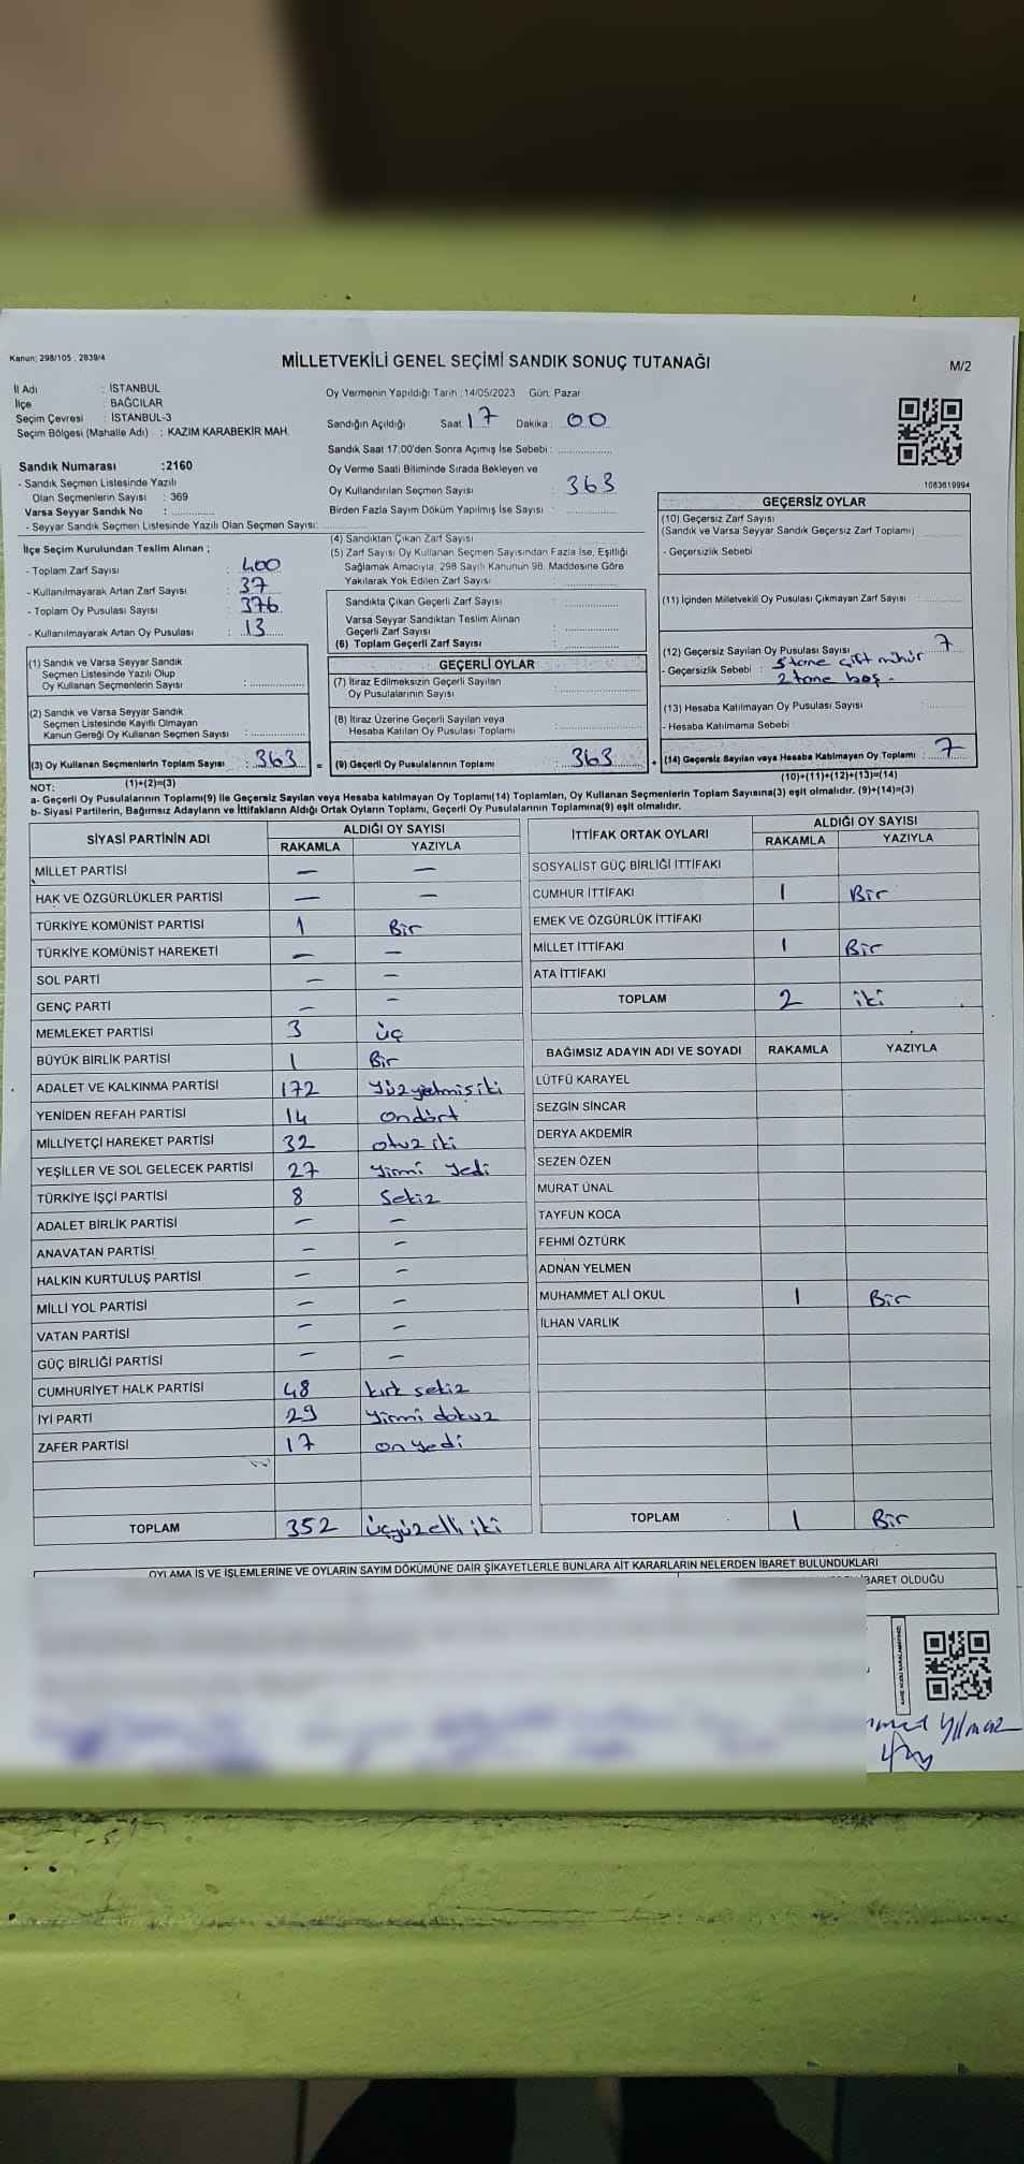 Kanun: 298/105 , 2839/4
MİLLETVEKİLİ GENEL SEÇİMİ SANDIK SONUÇ TUTANAĞI
M/2
İl Adı : İSTANBUL
İlçe : BAĞCILAR
Seçim Çevresi : İSTANBUL-3
Seçim Bölgesi (Mahalle Adı) : KAZIM KARABEKİR MAH.
Sandık Numarası :2160
- Sandık Seçmen Listesinde Yazılı
Olan Seçmenlerin Sayısı : 369
Varsa Seyyar Sandık No :
- Seyyar Sandık Seçmen Listesinde Yazılı Olan Seçmen Sayısı:
Oy Vermenin Yapıldığı Tarih :14/05/2023 Gün: Pazar
Sandığın Açıldığı Saat 17 Dakika : 00
Sandık Saat 17.00'den Sonra Açımış İse Sebebi :
Oy Verme Saati Bitiminde Sırada Bekleyen ve
Oy Kullandırılan Seçmen Sayısı : 363
Birden Fazla Sayım Döküm Yapılmış İse Sayısı :
1083619994
İlçe Seçim Kurulundan Teslim Alınan ;
- Toplam Zarf Sayısı : 400
- Kullanılmayarak Artan Zarf Sayısı : 37
- Toplam Oy Pusulası Sayısı : 376
- Kullanılmayarak Artan Oy Pusulası : 13
(1) Sandık ve Varsa Seyyar Sandık
Seçmen Listesinde Yazılı Olup
Oy Kullanan Seçmenlerin Sayısı :
(2) Sandık ve Varsa Seyyar Sandık
Seçmen Listesinde Kayıtlı Olmayan
Kanun Gereği Oy Kullanan Seçmen Sayısı :
(3) Oy Kullanan Seçmenlerin Toplam Sayısı : 363 =
(1)+(2)=(3)
(4) Sandıktan Çıkan Zarf Sayısı
(5) Zarf Sayısı Oy Kullanan Seçmen Sayısından Fazla İse, Eşitliği
Sağlamak Amacıyla, 298 Sayılı Kanunun 98. Maddesine Göre
Yakılarak Yok Edilen Zarf Sayısı :
Sandıkta Çıkan Geçerli Zarf Sayısı :
Varsa Seyyar Sandıktan Teslim Alınan
Geçerli Zarf Sayısı :
(6) Toplam Geçerli Zarf Sayısı :
GEÇERLİ OYLAR
(7) İtiraz Edilmeksizin Geçerli Sayılan
Oy Pusulalarının Sayısı :
(8) İtiraz Üzerine Geçerli Sayılan veya
Hesaba Katılan Oy Pusulası Toplamı :
(9) Geçerli Oy Pusulalarının Toplamı : 363 +
GEÇERSİZ OYLAR
(10) Geçersiz Zarf Sayısı
(Sandık ve Varsa Seyyar Sandık Geçersiz Zarf Toplamı)
- Geçersizlik Sebebi
(11) İçinden Milletvekili Oy Pusulası Çıkmayan Zarf Sayısı :
(12) Geçersiz Sayılan Oy Pusulası Sayısı 7
- Geçersizlik Sebebi : 5 tane çift mühür
2 tane boş.
(13) Hesaba Katılmayan Oy Pusulası Sayısı
- Hesaba Katılmama Sebebi
(14) Geçersiz Sayılan veya Hesaba Katılmayan Oy Toplamı : 7
(10)+(11)+(12)+(13)=(14)
NOT:
a- Geçerli Oy Pusulalarının Toplamı(9) ile Geçersiz Sayılan veya Hesaba katılmayan Oy Toplamı(14) Toplamları, Oy Kullanan Seçmenlerin Toplam Sayısına(3) eşit olmalıdır. (9)+(14)=(3)
b- Siyasi Partilerin, Bağımsız Adayların ve İttifakların Aldığı Ortak Oyların Toplamı, Geçerli Oy Pusulalarının Toplamına(9) eşit olmalıdır.
SİYASİ PARTİNİN ADI ALDIĞI OY SAYISI
RAKAMLA YAZIYLA
MİLLET PARTİSİ — —
HAK VE ÖZGÜRLÜKLER PARTİSİ — —
TÜRKİYE KOMÜNİST PARTİSİ 1 Bir
TÜRKİYE KOMÜNİST HAREKETİ — —
SOL PARTİ — —
GENÇ PARTİ — —
MEMLEKET PARTİSİ 3 üç
BÜYÜK BİRLİK PARTİSİ 1 Bir
ADALET VE KALKINMA PARTİSİ 172 Yüzyetmişiki
YENİDEN REFAH PARTİSİ 14 ondört
MİLLİYETÇİ HAREKET PARTİSİ 32 otuz iki
YEŞİLLER VE SOL GELECEK PARTİSİ 27 Yirmi Yedi
TÜRKİYE İŞÇİ PARTİSİ 8 Sekiz
ADALET BİRLİK PARTİSİ — —
ANAVATAN PARTİSİ — —
HALKIN KURTULUŞ PARTİSİ — —
MİLLİ YOL PARTİSİ — —
VATAN PARTİSİ — —
GÜÇ BİRLİĞİ PARTİSİ — —
CUMHURİYET HALK PARTİSİ 48 kırk sekiz
İYİ PARTİ 29 Yirmi dokuz
ZAFER PARTİSİ 17 on yedi
TOPLAM 352 üçyüzelli iki
İTTİFAK ORTAK OYLARI ALDIĞI OY SAYISI
RAKAMLA YAZIYLA
SOSYALİST GÜÇ BİRLİĞİ İTTİFAKI
CUMHUR İTTİFAKI 1 Bir
EMEK VE ÖZGÜRLÜK İTTİFAKI
MİLLET İTTİFAKI 1 Bir
ATA İTTİFAKI
TOPLAM 2 iki
BAĞIMSIZ ADAYIN ADI VE SOYADI RAKAMLA YAZIYLA
LÜTFÜ KARAYEL
SEZGİN SİNCAR
DERYA AKDEMİR
SEZEN ÖZEN
MURAT ÜNAL
TAYFUN KOCA
FEHMİ ÖZTÜRK
ADNAN YELMEN
MUHAMMET ALİ OKUL 1 Bir
İLHAN VARLIK
TOPLAM 1 Bir
OYLAMA İŞ VE İŞLEMLERİNE VE OYLARIN SAYIM DÖKÜMÜNE DAİR ŞİKAYETLERLE BUNLARA AİT KARARLARIN NELERDEN İBARET BULUNDUKLARI
BARET OLDUĞU
Yılmaz